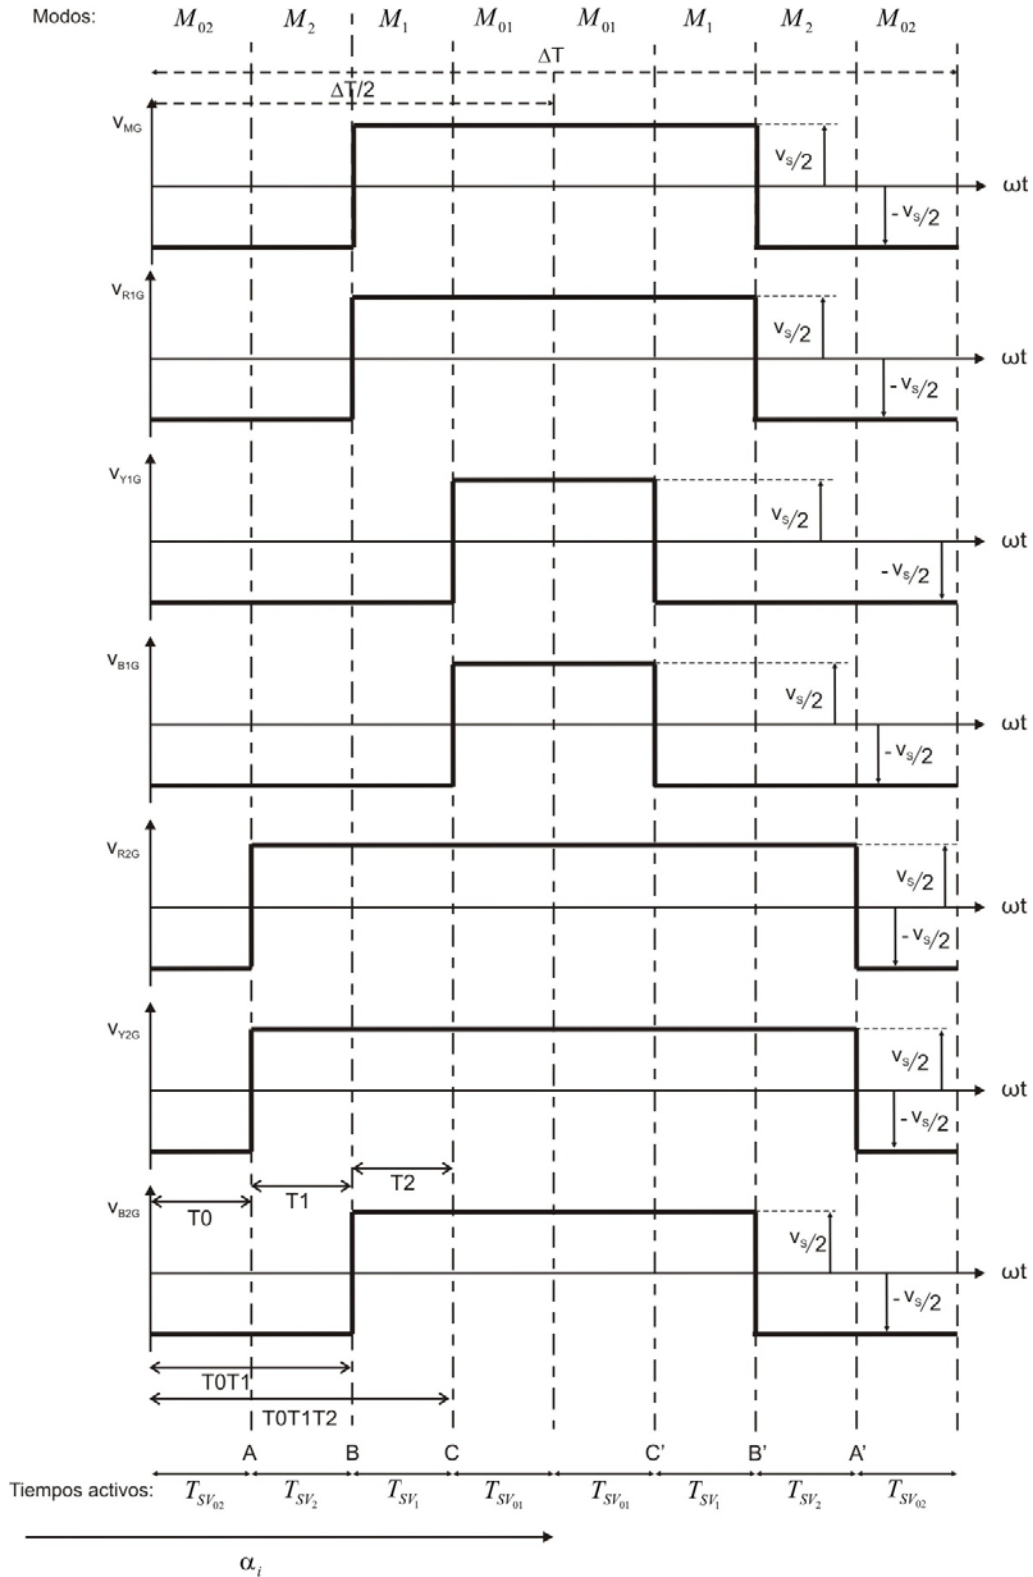 Modos: M02 M2 M1 M01 M01 M1 M2 M02
ΔT
ΔT/2
vMG
vS/2
ωt
-vS/2
vR1G
vS/2
ωt
-vS/2
vY1G
vS/2
ωt
-vS/2
vB1G
vS/2
ωt
-vS/2
vR2G
vS/2
ωt
-vS/2
vY2G
vS/2
ωt
-vS/2
T2
T1
T0
vB2G
vS/2
ωt
-vS/2
T0T1
T0T1T2
A B C C' B' A'
Tiempos activos: TSV02 TSV2 TSV1 TSV01 TSV01 TSV1 TSV2 TSV02
αi